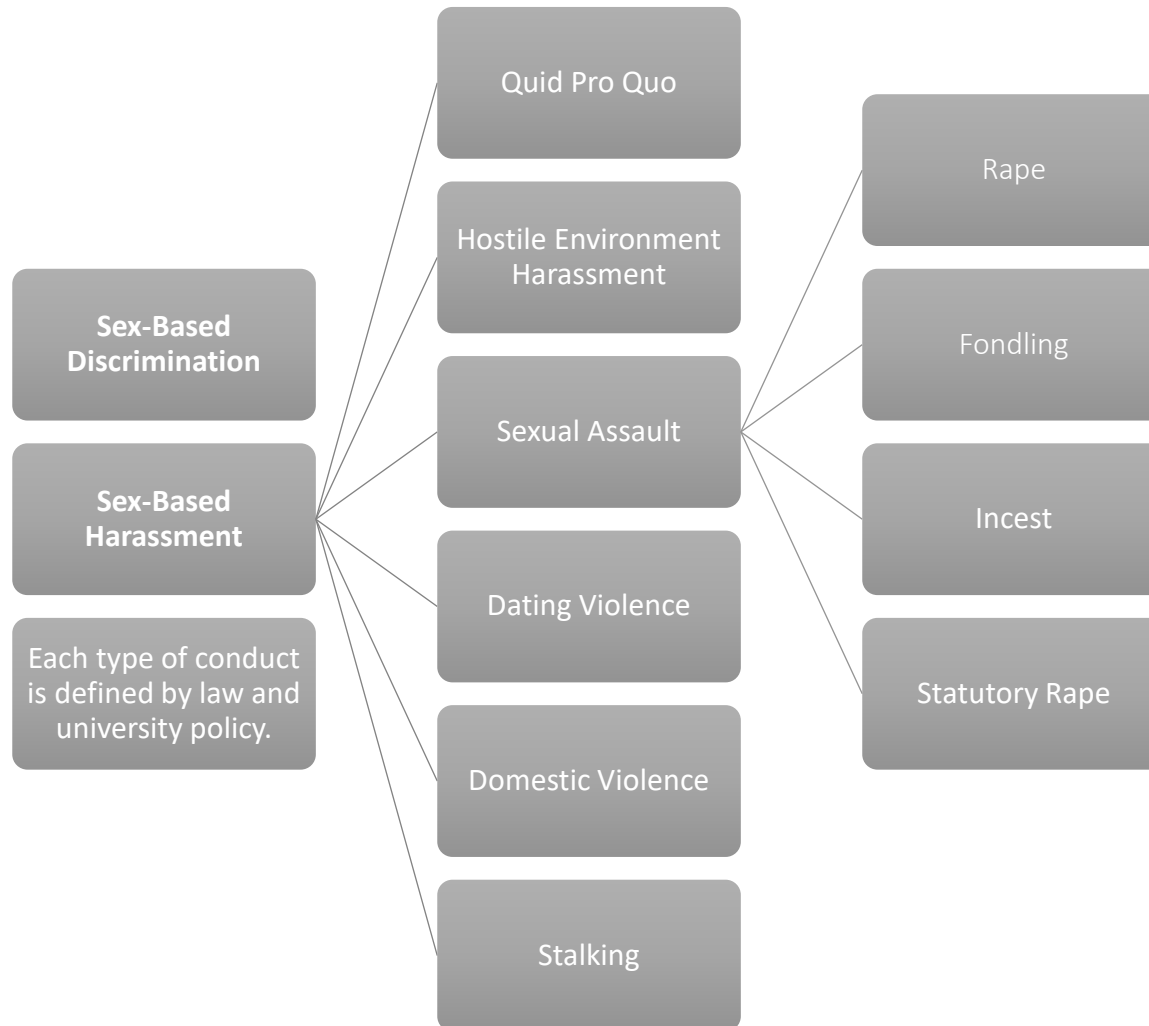 Sex-Based
Discrimination
Sex-Based
Harassment
Each type of conduct
is defined by law and
university policy.
Quid Pro Quo
Hostile Environment
Harassment
Sexual Assault
Dating Violence
Domestic Violence
Stalking
Rape
Fondling
Incest
Statutory Rape